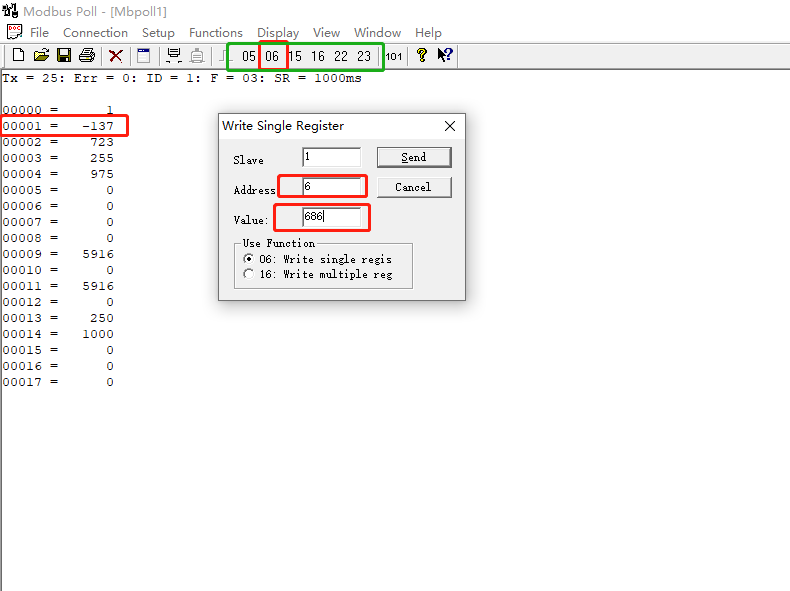 Modbus Poll - [Mbpoll1]
File Connection Setup Functions Display View Window Help
05 06 15 16 22 23 101
Tx = 25: Err = 0: ID = 1: F = 03: SR = 1000ms
00000 = 1
00001 = -137
00002 = 723
00003 = 255
00004 = 975
00005 = 0
00006 = 0
00007 = 0
00008 = 0
00009 = 5916
00010 = 0
00011 = 5916
00012 = 0
00013 = 250
00014 = 1000
00015 = 0
00016 = 0
00017 = 0
Write Single Register
Slave 1 Send
Address 6 Cancel
Value: 686
Use Function
06: Write single regis
16: Write multiple reg